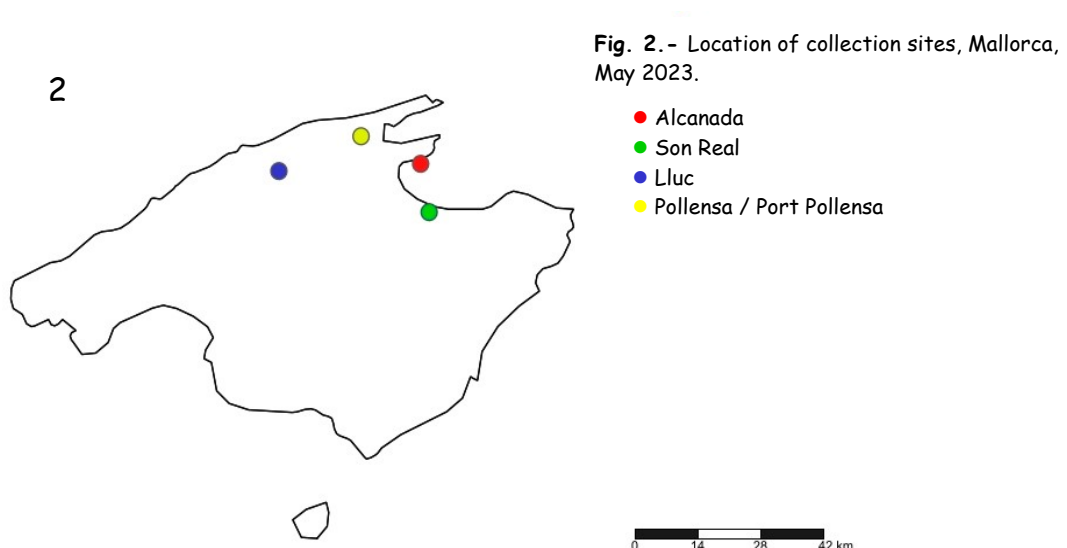 Fig. 2.- Location of collection sites, Mallorca,
May 2023.
2
Alcanada
Son Real
Lluc
Pollensa / Port Pollensa
0 14 28 42 km